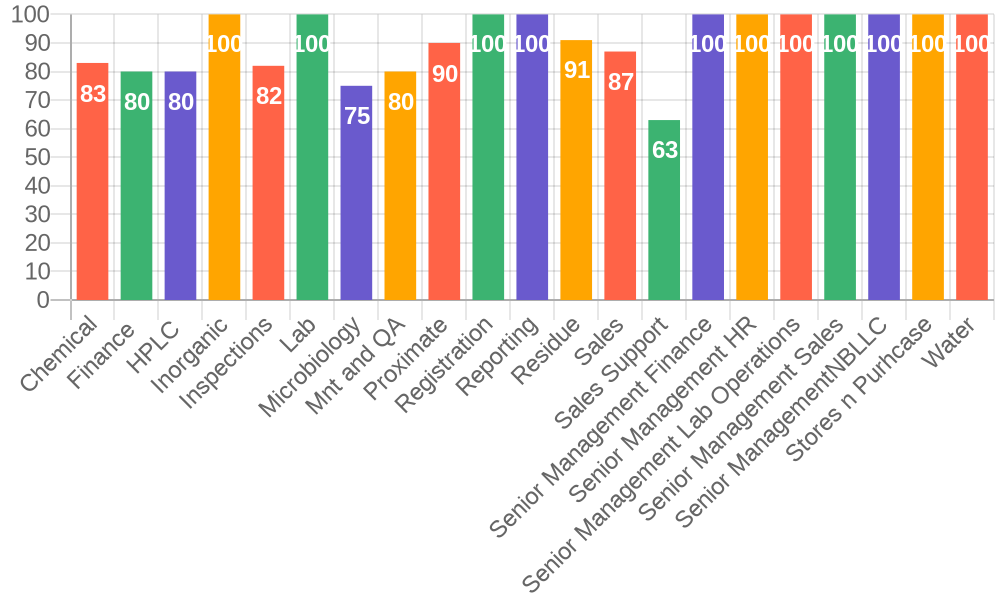 100
90
80
70
60
50
40
30
20
10
0
83
80
80
100
82
100
75
80
90
100
100
91
87
63
100
100
100
100
100
100
100
Chemical
Finance
HPLC
Inorganic
Inspections
Lab
Microbiology
Mnt and QA
Proximate
Registration
Reporting
Residue
Sales
Sales Support
Senior Management Finance
Senior Management HR
Senior Management Lab Operations
Senior Management Sales
Senior ManagementNBLLC
Stores n Purhcase
Water